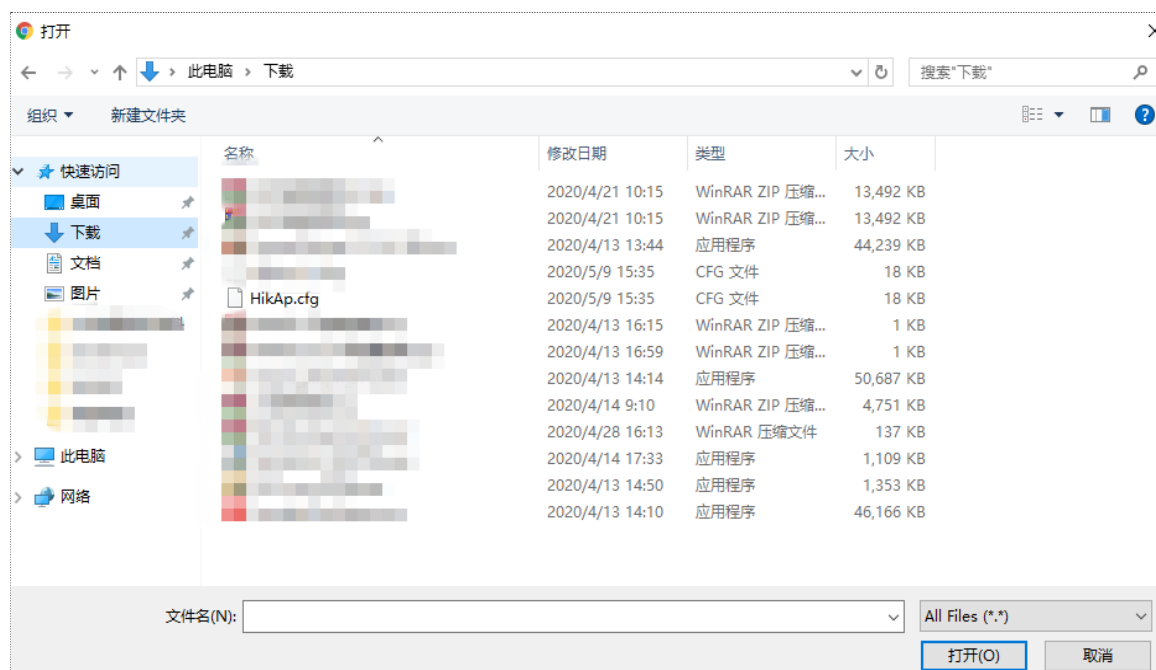 打开
此电脑 › 下载
搜索"下载"
组织 新建文件夹
名称 修改日期 类型 大小
快速访问
桌面
下载
文档
图片
此电脑
网络
2020/4/21 10:15 WinRAR ZIP 压缩... 13,492 KB
2020/4/21 10:15 WinRAR ZIP 压缩... 13,492 KB
2020/4/13 13:44 应用程序 44,239 KB
2020/5/9 15:35 CFG 文件 18 KB
HikAp.cfg 2020/5/9 15:35 CFG 文件 18 KB
2020/4/13 16:15 WinRAR ZIP 压缩... 1 KB
2020/4/13 16:59 WinRAR ZIP 压缩... 1 KB
2020/4/13 14:14 应用程序 50,687 KB
2020/4/14 9:10 WinRAR ZIP 压缩... 4,751 KB
2020/4/28 16:13 WinRAR 压缩文件 137 KB
2020/4/14 17:33 应用程序 1,109 KB
2020/4/13 14:50 应用程序 1,353 KB
2020/4/13 14:10 应用程序 46,166 KB
文件名(N): All Files (*.*)
打开(O) 取消